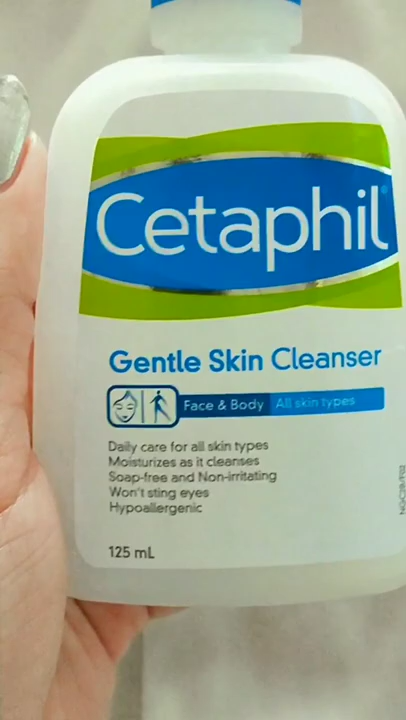 Cetaphil
Gentle Skin Cleanser
Face & Body All skin types
Daily care for all skin types
Moisturizes as it cleanses
Soap-free and Non-irritating
Won't sting eyes
Hypoallergenic
125 mL